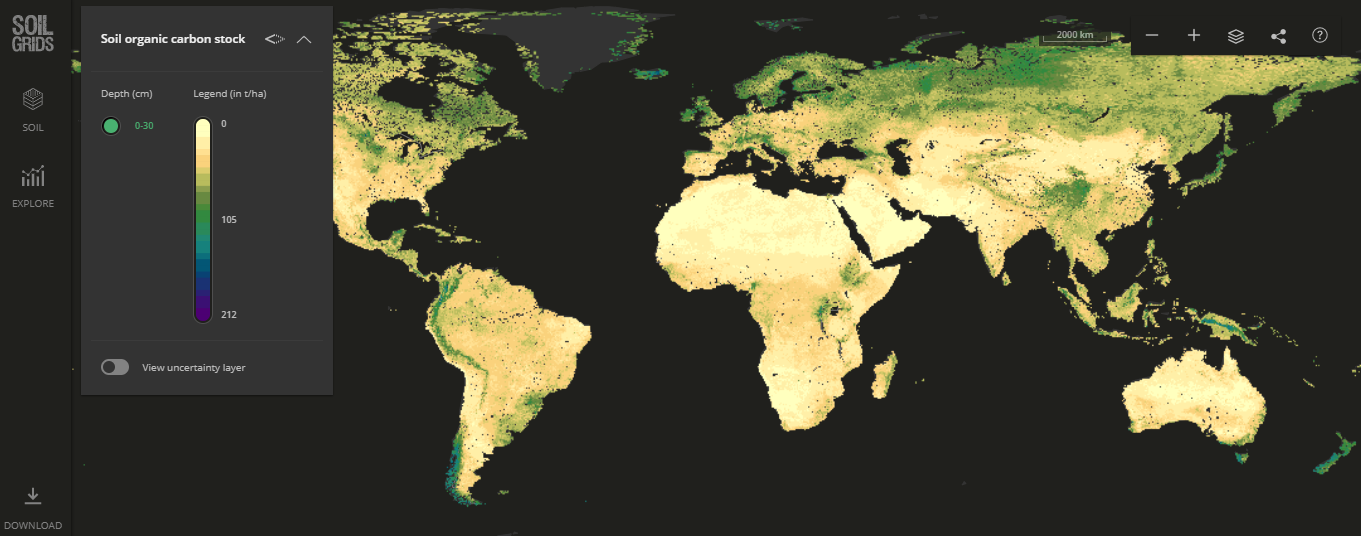 SOIL
GRIDS
SOIL
EXPLORE
DOWNLOAD
Soil organic carbon stock
Depth (cm)
Legend (in t/ha)
0-30
0
105
212
View uncertainty layer
2000 km
?